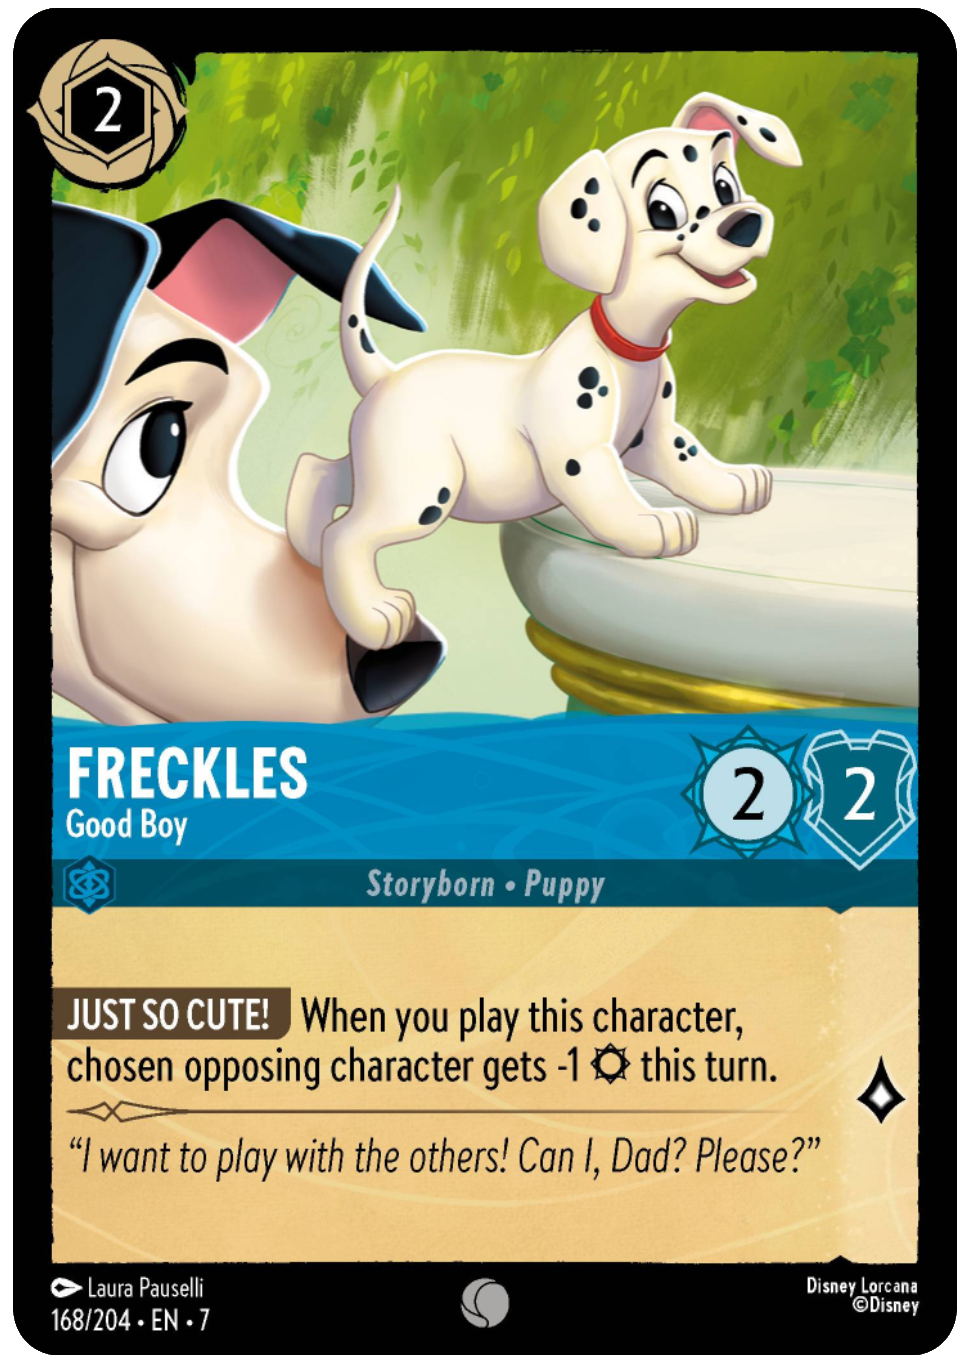 2
FRECKLES
Good Boy
2
2
Storyborn • Puppy
JUST SO CUTE! When you play this character,
chosen opposing character gets -1 this turn.
“I want to play with the others! Can I, Dad? Please?”
Laura Pauselli
168/204 • EN • 7
Disney Lorcana
©Disney